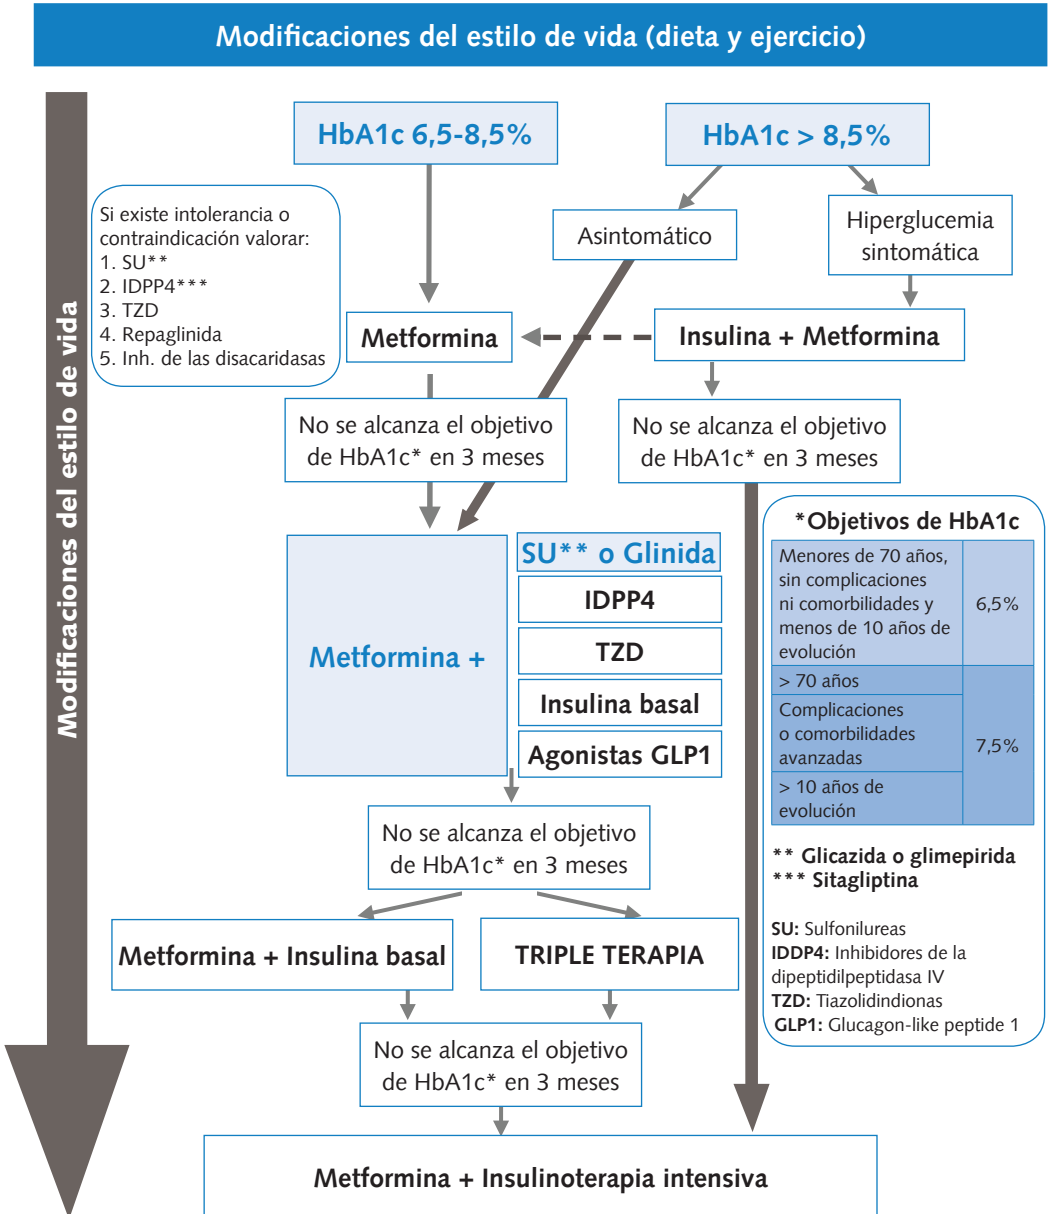 Modificaciones del estilo de vida (dieta y ejercicio)
Modificaciones del estilo de vida
HbA1c 6,5-8,5%
HbA1c > 8,5%
Si existe intolerancia o
contraindicación valorar:
1. SU**
2. IDPP4***
3. TZD
4. Repaglinida
5. Inh. de las disacaridasas
Asintomático
Hiperglucemia
sintomática
Metformina
Insulina + Metformina
No se alcanza el objetivo
de HbA1c* en 3 meses
No se alcanza el objetivo
de HbA1c* en 3 meses
Metformina +
SU** o Glinida
IDPP4
TZD
Insulina basal
Agonistas GLP1
No se alcanza el objetivo
de HbA1c* en 3 meses
Metformina + Insulina basal
TRIPLE TERAPIA
No se alcanza el objetivo
de HbA1c* en 3 meses
Metformina + Insulinoterapia intensiva
*Objetivos de HbA1c
Menores de 70 años,
sin complicaciones
ni comorbilidades y
menos de 10 años de
evolución
6,5%
> 70 años
Complicaciones
o comorbilidades
avanzadas
> 10 años de
evolución
7,5%
** Glicazida o glimepirida
*** Sitagliptina
SU: Sulfonilureas
IDDP4: Inhibidores de la
dipeptidilpeptidasa IV
TZD: Tiazolidindionas
GLP1: Glucagon-like peptide 1